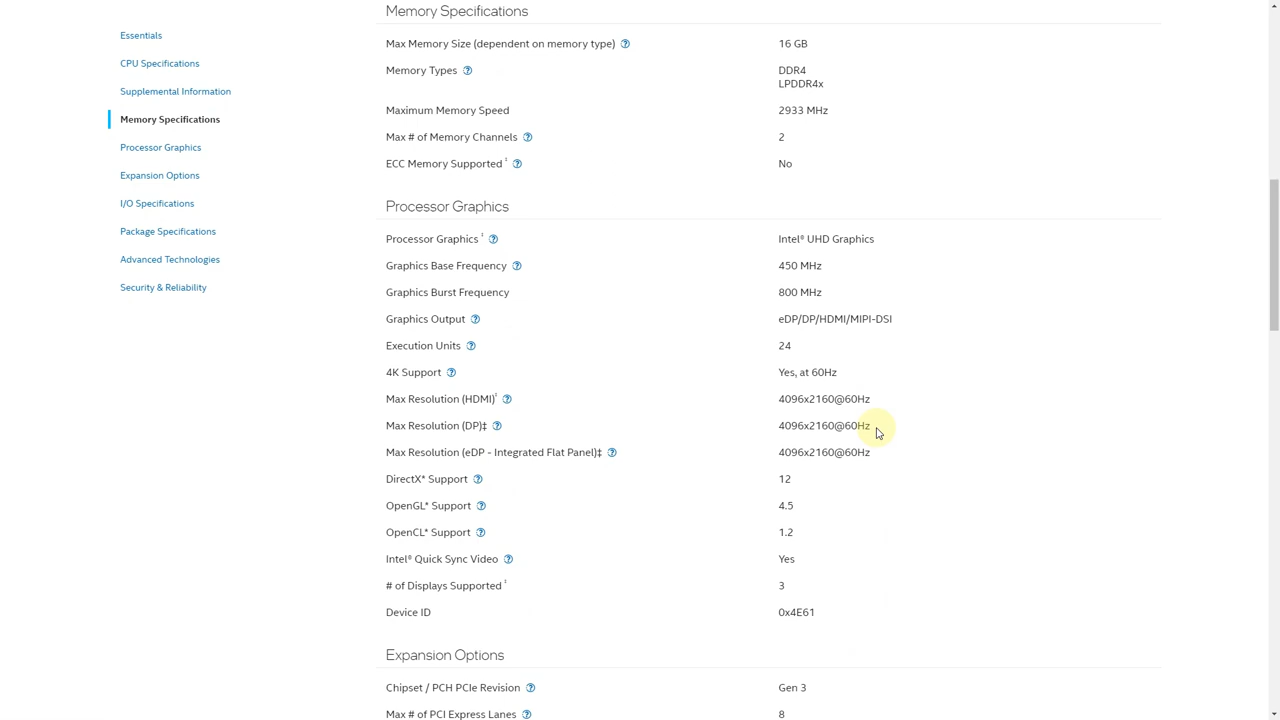 Essentials
CPU Specifications
Supplemental Information
Memory Specifications
Processor Graphics
Expansion Options
I/O Specifications
Package Specifications
Advanced Technologies
Security & Reliability
Memory Specifications
Max Memory Size (dependent on memory type) ? 16 GB
Memory Types ? DDR4
LPDDR4x
Maximum Memory Speed 2933 MHz
Max # of Memory Channels ? 2
ECC Memory Supported ‡ ? No
Processor Graphics
Processor Graphics ‡ ? Intel® UHD Graphics
Graphics Base Frequency ? 450 MHz
Graphics Burst Frequency 800 MHz
Graphics Output ? eDP/DP/HDMI/MIPI-DSI
Execution Units ? 24
4K Support ? Yes, at 60Hz
Max Resolution (HDMI)‡ ? 4096x2160@60Hz
Max Resolution (DP)‡ ? 4096x2160@60Hz
Max Resolution (eDP - Integrated Flat Panel)‡ ? 4096x2160@60Hz
DirectX* Support ? 12
OpenGL* Support ? 4.5
OpenCL* Support ? 1.2
Intel® Quick Sync Video ? Yes
# of Displays Supported ‡ 3
Device ID 0x4E61
Expansion Options
Chipset / PCH PCIe Revision ? Gen 3
Max # of PCI Express Lanes ? 8